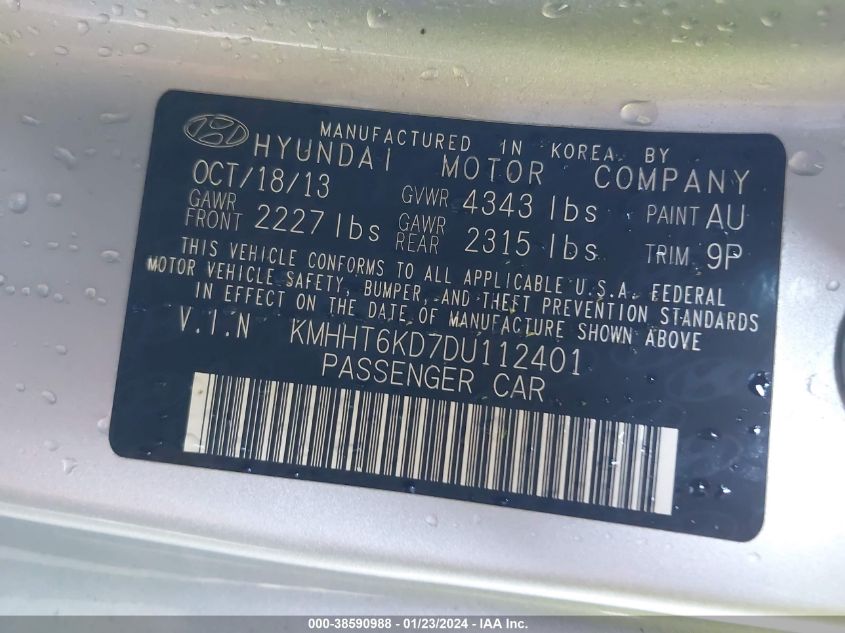 MANUFACTURED IN KOREA BY
HYUNDAI MOTOR COMPANY
OCT/18/13 GVWR 4343 lbs PAINT AU
GAWR FRONT 2227 lbs GAWR REAR 2315 lbs TRIM 9P
THIS VEHICLE CONFORMS TO ALL APPLICABLE U.S.A. FEDERAL
MOTOR VEHICLE SAFETY, BUMPER, AND THEFT PREVENTION STANDARDS
IN EFFECT ON THE DATE OF MANUFACTURE SHOWN ABOVE
V.I.N KMHHT6KD7DU112401
PASSENGER CAR
000-38590988 - 01/23/2024 - IAA Inc.